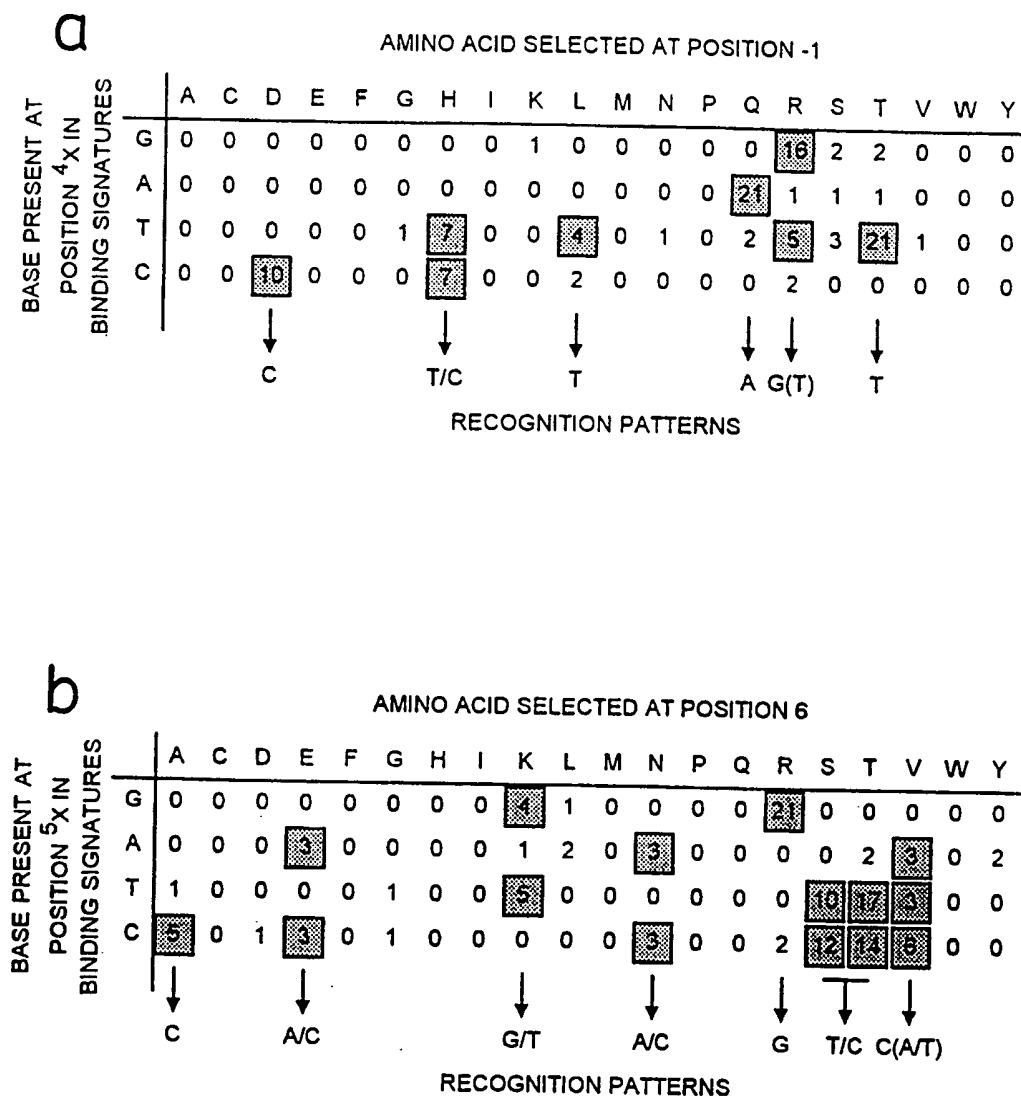 a
AMINO ACID SELECTED AT POSITION -1
BASE PRESENT AT
POSITION 4X IN
BINDING SIGNATURES
A C D E F G H I K L M N P Q R S T V W Y
G 0 0 0 0 0 0 0 0 1 0 0 0 0 0 16 2 2 0 0 0
A 0 0 0 0 0 0 0 0 0 0 0 0 0 21 1 1 1 0 0 0
T 0 0 0 0 0 1 7 0 0 4 0 1 0 2 5 3 21 1 0 0
C 0 0 10 0 0 0 7 0 0 2 0 0 0 0 2 0 0 0 0 0
C T/C T A G(T) T
RECOGNITION PATTERNS
b
AMINO ACID SELECTED AT POSITION 6
BASE PRESENT AT
POSITION 5X IN
BINDING SIGNATURES
A C D E F G H I K L M N P Q R S T V W Y
G 0 0 0 0 0 0 0 0 4 1 0 0 0 0 21 0 0 0 0 0
A 0 0 0 3 0 0 0 0 1 2 0 3 0 0 0 0 2 3 0 2
T 1 0 0 0 0 1 0 0 5 0 0 0 0 0 0 10 17 3 0 0
C 5 0 1 3 0 1 0 0 0 0 0 3 0 0 2 12 14 6 0 0
C A/C G/T A/C G T/C C(A/T)
RECOGNITION PATTERNS